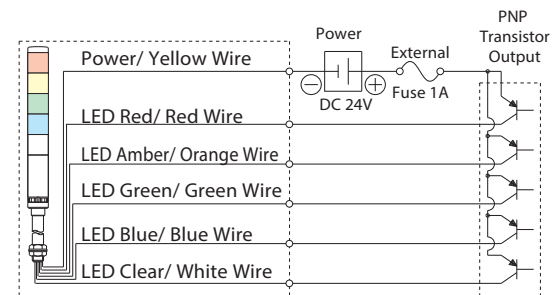 PNP
Transistor
Output
Power
External
Power/ Yellow Wire
DC 24V
Fuse 1A
LED Red/ Red Wire
LED Amber/ Orange Wire
LED Green/ Green Wire
LED Blue/ Blue Wire
LED Clear/ White Wire